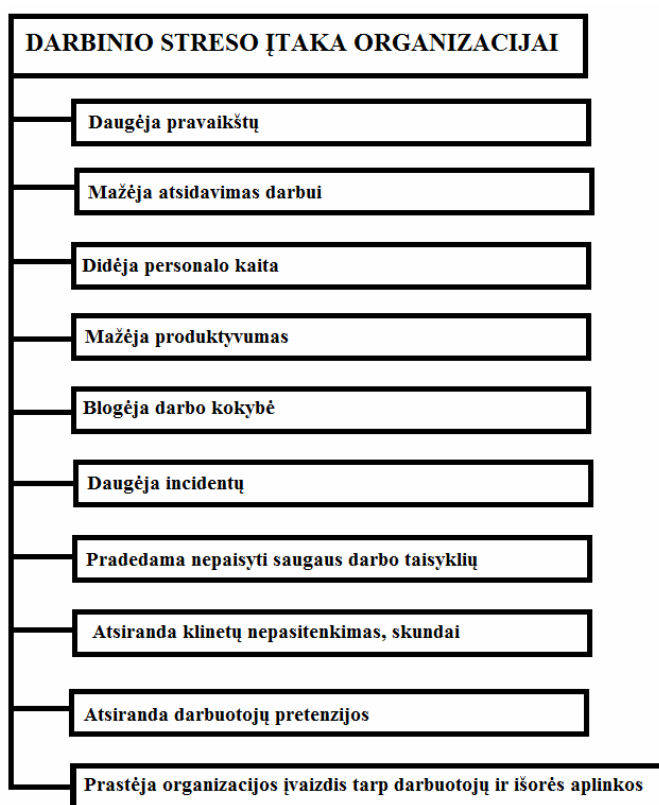 DARBINIO STRESO ĮTAKA ORGANIZACIJAI
Daugėja pravaikštų
Mažėja atsidavimas darbui
Didėja personalo kaita
Mažėja produktyvumas
Blogėja darbo kokybė
Daugėja incidentų
Pradedama nepaisyti saugaus darbo taisyklių
Atsiranda klinetų nepasitenkimas, skundai
Atsiranda darbuotojų pretenzijos
Prastėja organizacijos įvaizdis tarp darbuotojų ir išorės aplinkos